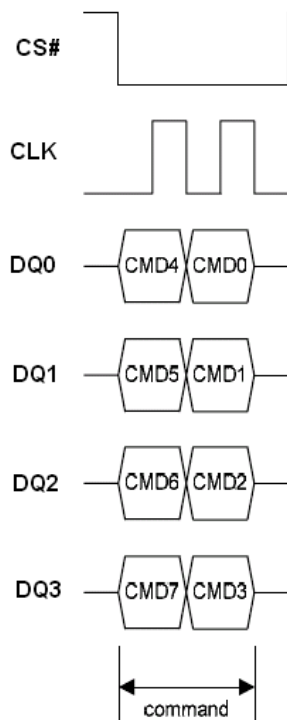 CS#
CLK
DQ0 CMD4 CMD0
DQ1 CMD5 CMD1
DQ2 CMD6 CMD2
DQ3 CMD7 CMD3
command